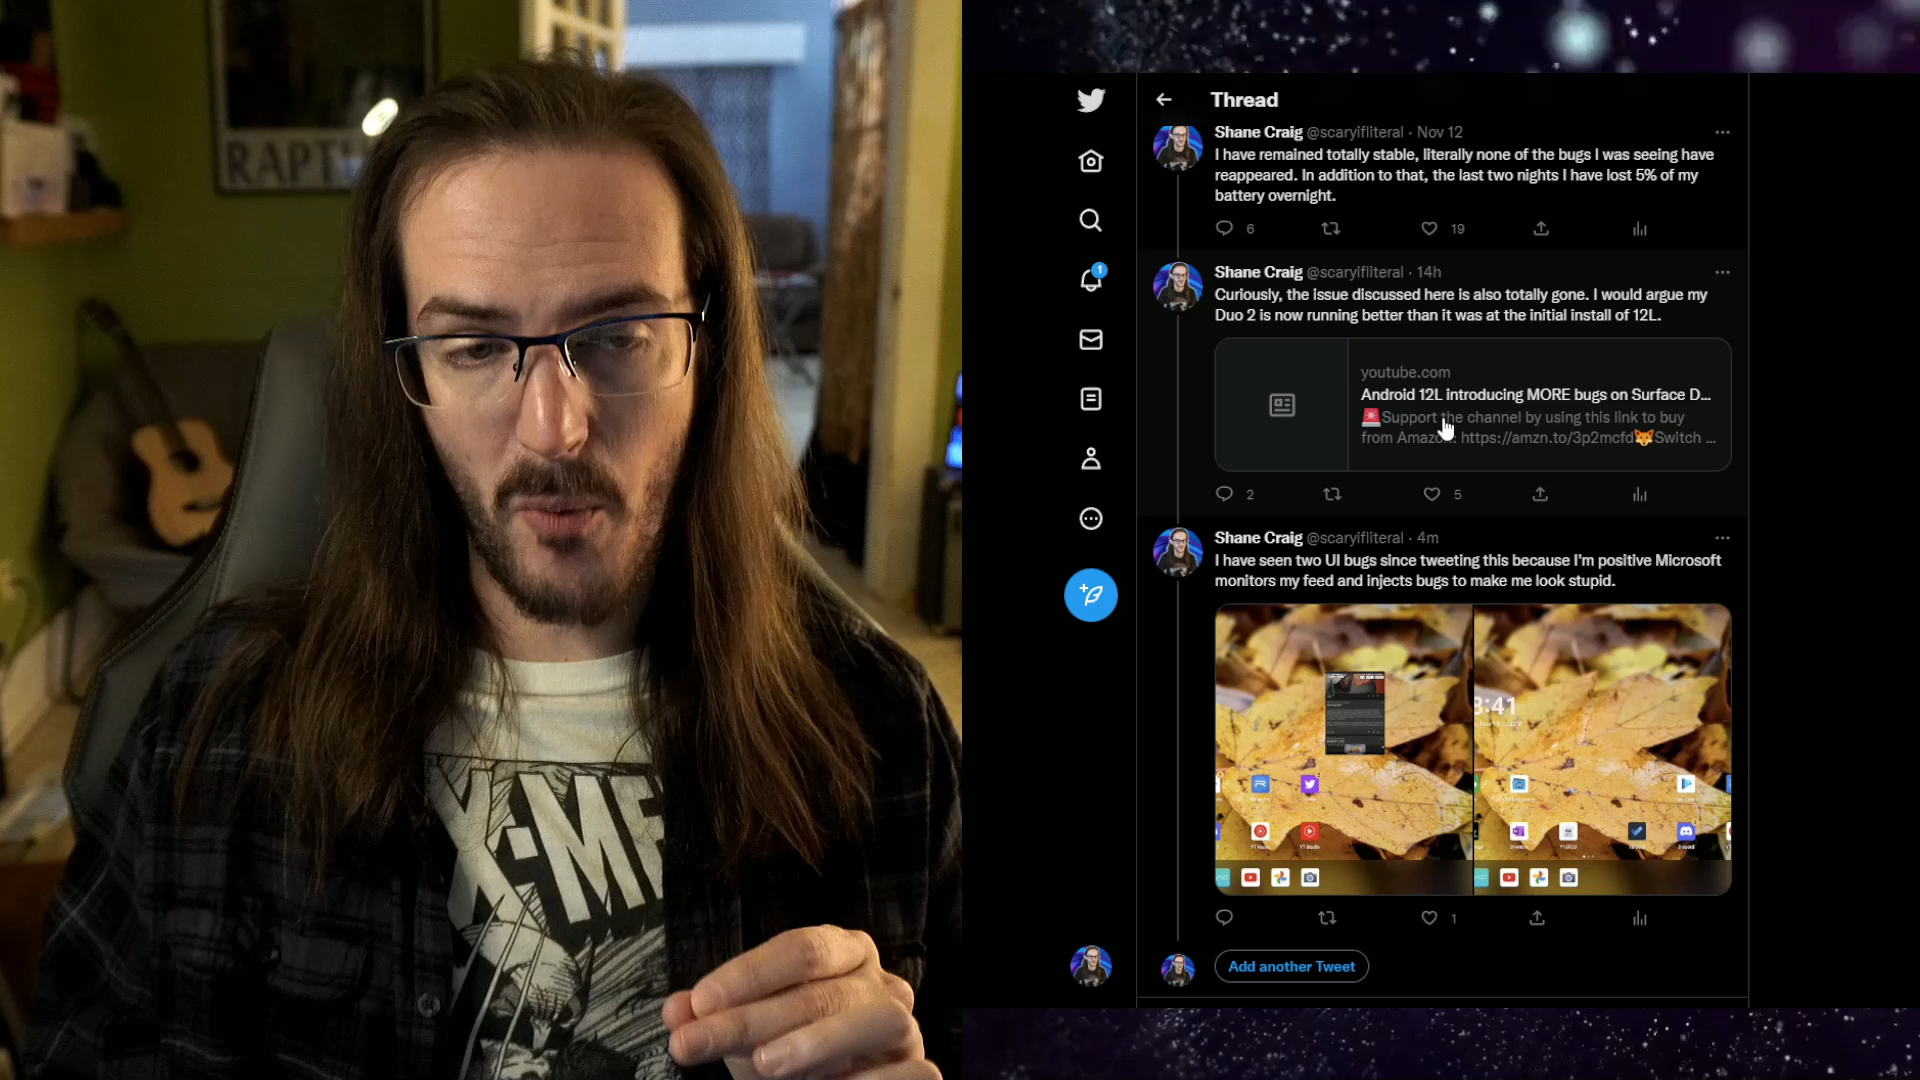 RAPT
X-ME
Thread
Shane Craig @scaryifliteral · Nov 12
I have remained totally stable, literally none of the bugs I was seeing have
reappeared. In addition to that, the last two nights I have lost 5% of my
battery overnight.
6
19
1
Shane Craig @scaryifliteral · 14h
Curiously, the issue discussed here is also totally gone. I would argue my
Duo 2 is now running better than it was at the initial install of 12L.
youtube.com
Android 12L introducing MORE bugs on Surface D...
🚨Support the channel by using this link to buy
from Amazon: https://amzn.to/3p2mcfd🦊Switch ...
2
5
Shane Craig @scaryifliteral · 4m
I have seen two UI bugs since tweeting this because I'm positive Microsoft
monitors my feed and injects bugs to make me look stupid.
3:41
1
Add another Tweet